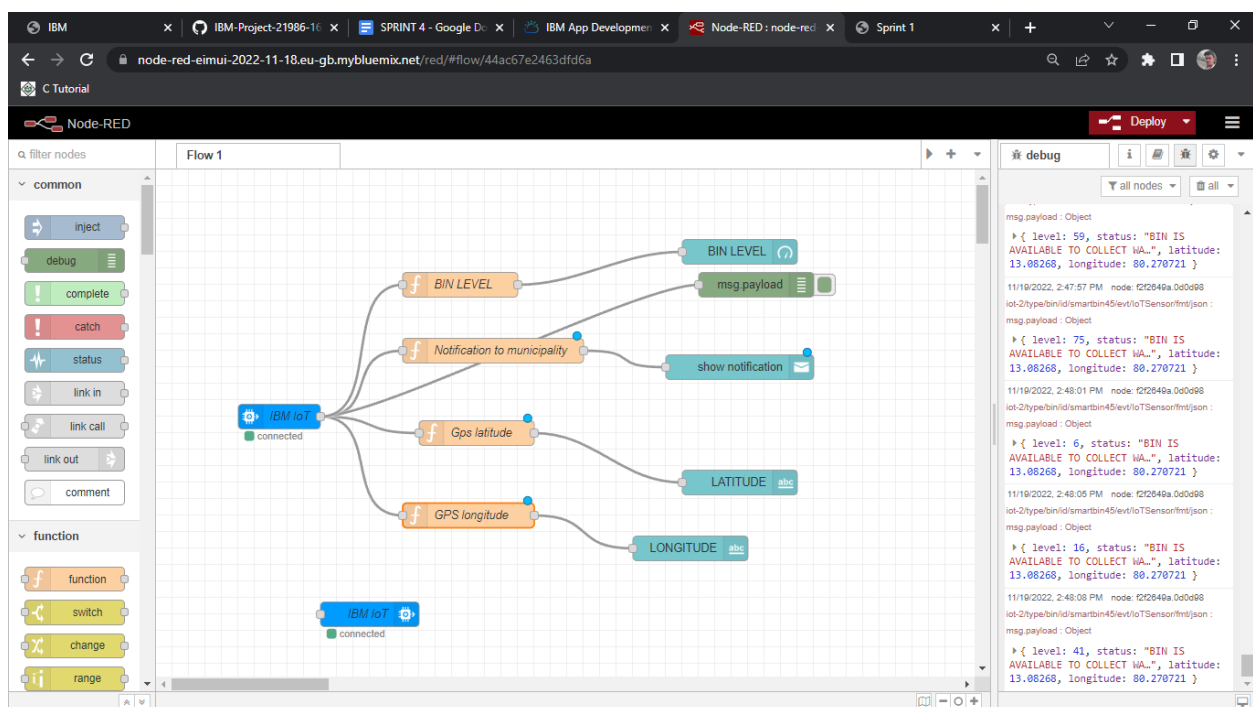 IBM
IBM-Project-21986-16
SPRINT 4 - Google Do
IBM App Developmen
Node-RED : node-red
Sprint 1
node-red-eimui-2022-11-18.eu-gb.mybluemix.net/red/#flow/44ac67e2463dfd6a
C Tutorial
Node-RED
Deploy
filter nodes
common
inject
debug
complete
catch
status
link in
link call
link out
comment
function
function
switch
change
range
Flow 1
BIN LEVEL
BIN LEVEL
msg.payload
Notification to municipality
show notification
IBM IoT
connected
Gps latitude
LATITUDE
abc
GPS longitude
LONGITUDE
abc
IBM IoT
connected
debug
all nodes
all
msg.payload : Object
{ level: 59, status: "BIN IS
AVAILABLE TO COLLECT WA…", latitude:
13.08268, longitude: 80.270721 }
11/19/2022, 2:47:57 PM node: f2f2649a.0d0d98
iot-2/type/bin/id/smartbin45/evt/IoTSensor/fmt/json :
msg.payload : Object
{ level: 75, status: "BIN IS
AVAILABLE TO COLLECT WA…", latitude:
13.08268, longitude: 80.270721 }
11/19/2022, 2:48:01 PM node: f2f2649a.0d0d98
iot-2/type/bin/id/smartbin45/evt/IoTSensor/fmt/json :
msg.payload : Object
{ level: 6, status: "BIN IS
AVAILABLE TO COLLECT WA…", latitude:
13.08268, longitude: 80.270721 }
11/19/2022, 2:48:05 PM node: f2f2649a.0d0d98
iot-2/type/bin/id/smartbin45/evt/IoTSensor/fmt/json :
msg.payload : Object
{ level: 16, status: "BIN IS
AVAILABLE TO COLLECT WA…", latitude:
13.08268, longitude: 80.270721 }
11/19/2022, 2:48:08 PM node: f2f2649a.0d0d98
iot-2/type/bin/id/smartbin45/evt/IoTSensor/fmt/json :
msg.payload : Object
{ level: 41, status: "BIN IS
AVAILABLE TO COLLECT WA…", latitude:
13.08268, longitude: 80.270721 }